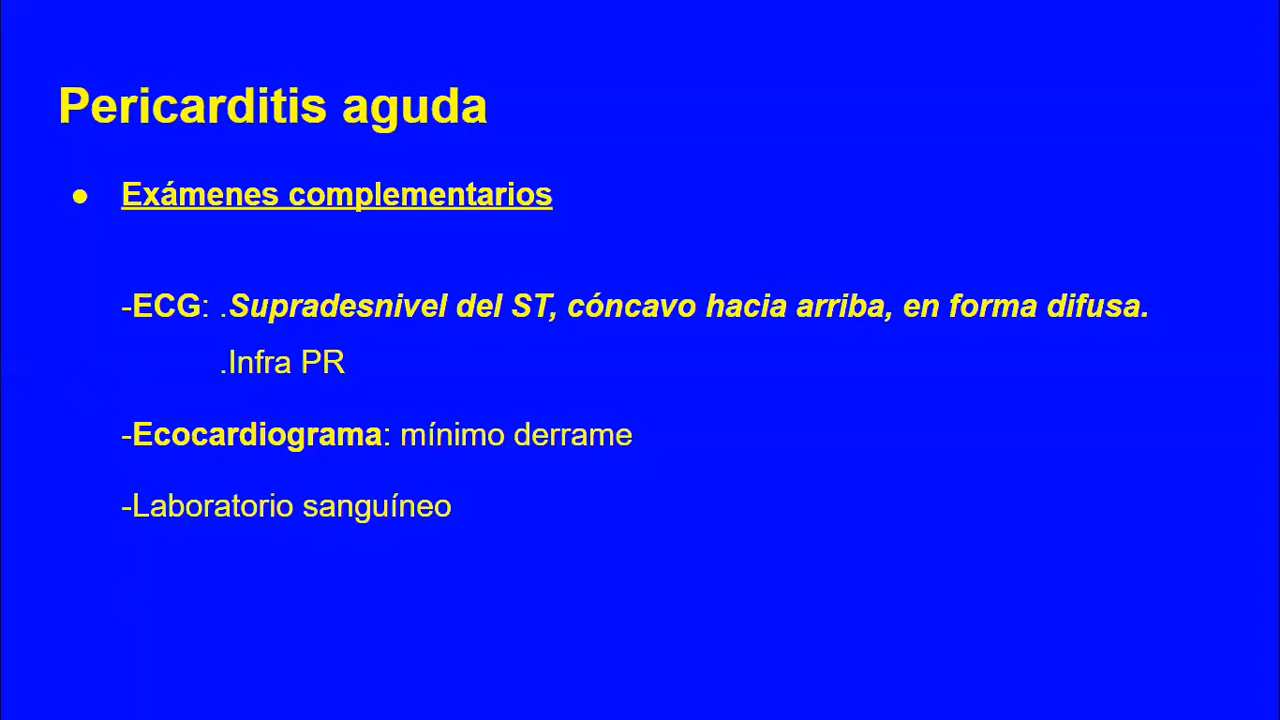 Pericarditis aguda
● Exámenes complementarios
-ECG: .Supradesnivel del ST, cóncavo hacia arriba, en forma difusa.
.Infra PR
-Ecocardiograma: mínimo derrame
-Laboratorio sanguíneo